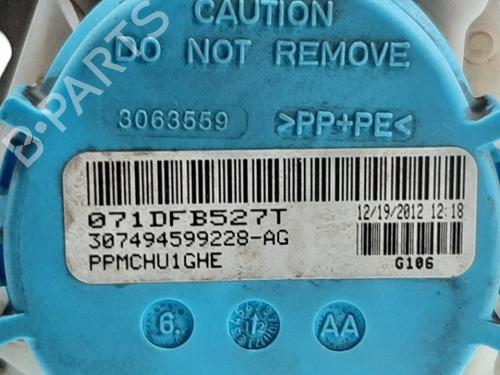 CAUTION
DO NOT REMOVE
3063559 >PP+PE<
071DFB527T
12/19/2012 12:18
307494599228-AG
PPMCHU1GHE
G106
6. 12 AA
B-PARTS